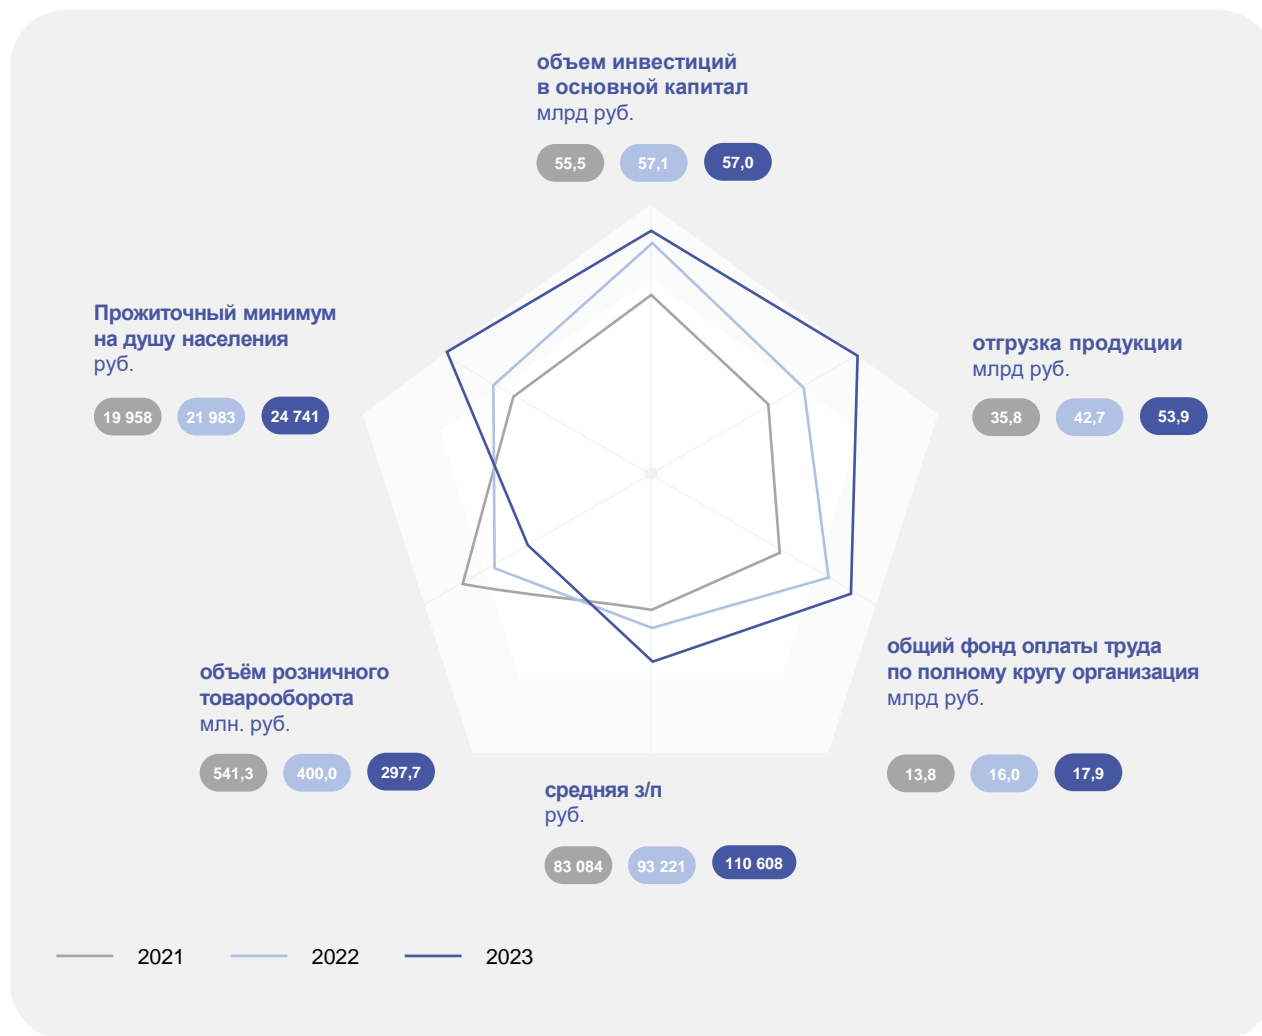 объем инвестиций
в основной капитал
млрд руб.
55,5 57,1 57,0
Прожиточный минимум
на душу населения
руб.
19 958 21 983 24 741
отгрузка продукции
млрд руб.
35,8 42,7 53,9
общий фонд оплаты труда
по полному кругу организация
млрд руб.
13,8 16,0 17,9
объём розничного
товарооборота
млн. руб.
541,3 400,0 297,7
средняя з/п
руб.
83 084 93 221 110 608
2021 2022 2023